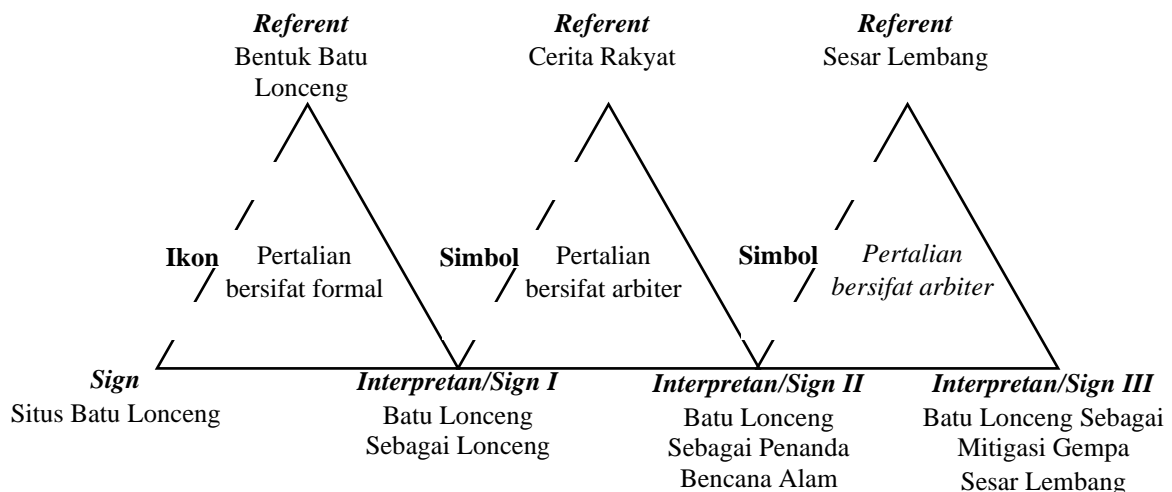 Referent
Bentuk Batu
Lonceng
Referent
Cerita Rakyat
Referent
Sesar Lembang
Ikon
Pertalian
bersifat formal
Simbol
Pertalian
bersifat arbiter
Simbol
Pertalian
bersifat arbiter
Sign
Situs Batu Lonceng
Interpretan/Sign I
Batu Lonceng
Sebagai Lonceng
Interpretan/Sign II
Batu Lonceng
Sebagai Penanda
Bencana Alam
Interpretan/Sign III
Batu Lonceng Sebagai
Mitigasi Gempa
Sesar Lembang